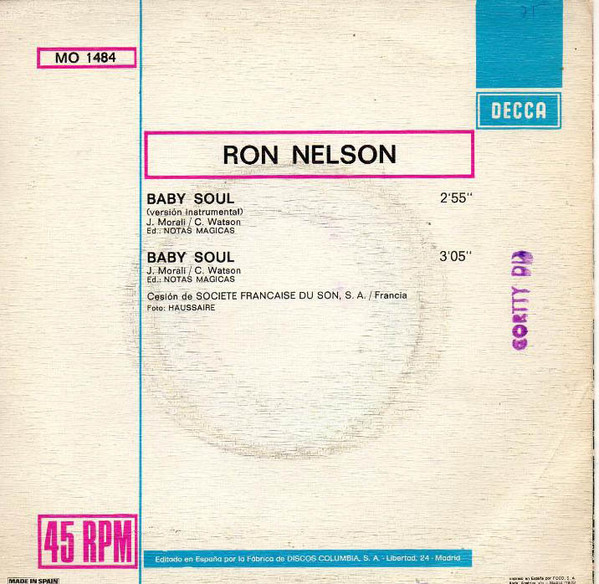 MO 1484
DECCA
RON NELSON
BABY SOUL 2'55"
(versión instrumental)
J. Morali / C. Watson
Ed.: NOTAS MAGICAS
BABY SOUL 3'05"
J. Morali / C. Watson
Ed.: NOTAS MAGICAS
Cesión de SOCIETE FRANCAISE DU SON, S. A. / Francia
Foto: HAUSSAIRE
45 RPM
Editado en España por la Fábrica de DISCOS COLUMBIA, S. A. - Libertad, 24 - Madrid
MADE IN SPAIN